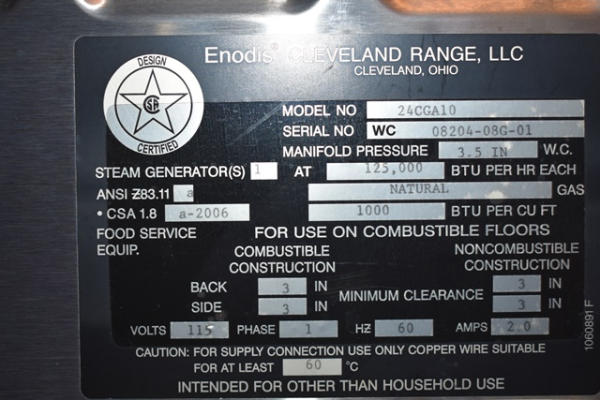 DESIGN
SG
CERTIFIED
Enodis® CLEVELAND RANGE, LLC
CLEVELAND, OHIO
MODEL NO 24CGA10
SERIAL NO WC 08204-08G-01
MANIFOLD PRESSURE 3.5 IN W.C.
STEAM GENERATOR(S) 1 AT 125,000 BTU PER HR EACH
ANSI Z83.11 a NATURAL GAS
• CSA 1.8 a-2006 1000 BTU PER CU FT
FOOD SERVICE EQUIP.
FOR USE ON COMBUSTIBLE FLOORS
COMBUSTIBLE CONSTRUCTION
NONCOMBUSTIBLE CONSTRUCTION
BACK 3 IN MINIMUM CLEARANCE 3 IN
SIDE 3 IN 3 IN
VOLTS 115 PHASE 1 HZ 60 AMPS 2.0
CAUTION: FOR SUPPLY CONNECTION USE ONLY COPPER WIRE SUITABLE
FOR AT LEAST 60 °C
INTENDED FOR OTHER THAN HOUSEHOLD USE
1060891 F